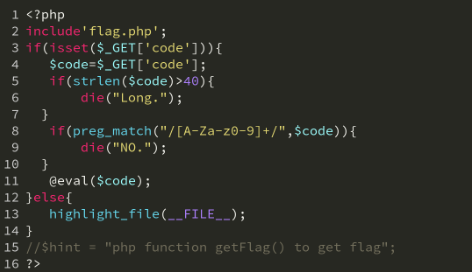 1 <?php
2 include'flag.php';
3 if(isset($_GET['code'])){
4 $code=$_GET['code'];
5 if(strlen($code)>40){
6 die("Long.");
7 }
8 if(preg_match("/[A-Za-z0-9]+/",$code)){
9 die("NO.");
10 }
11 @eval($code);
12 }else{
13 highlight_file(__FILE__);
14 }
15 //$hint = "php function getFlag() to get flag";
16 ?>